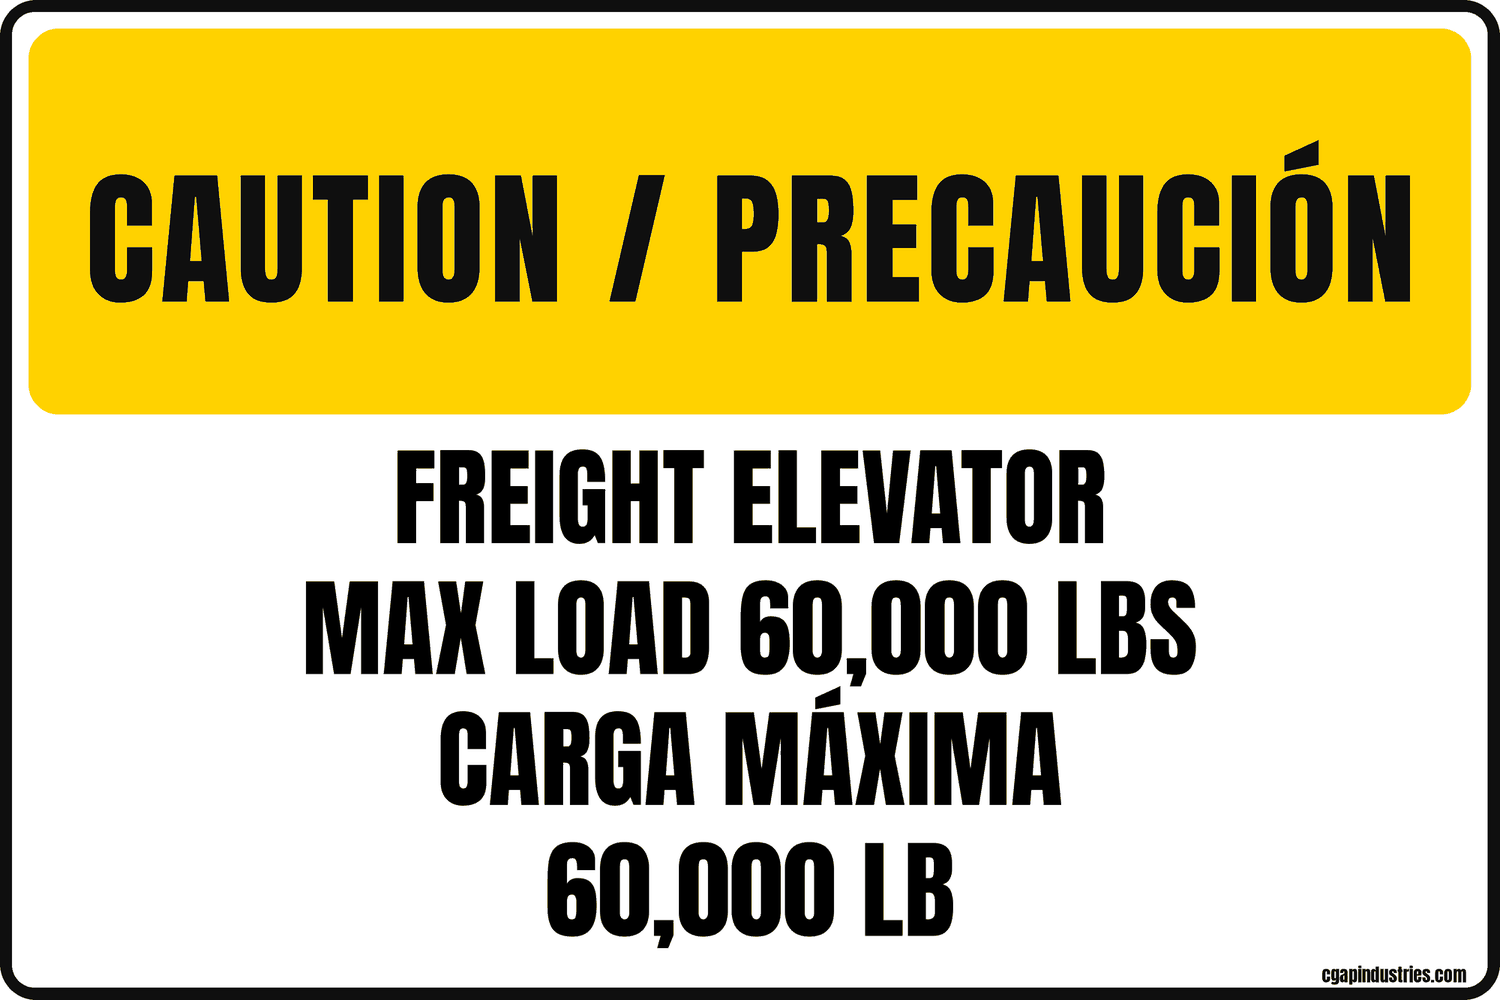 CAUTION / PRECAUCIÓN
FREIGHT ELEVATOR
MAX LOAD 60,000 LBS
CARGA MÁXIMA
60,000 LB
cgapindustries.com